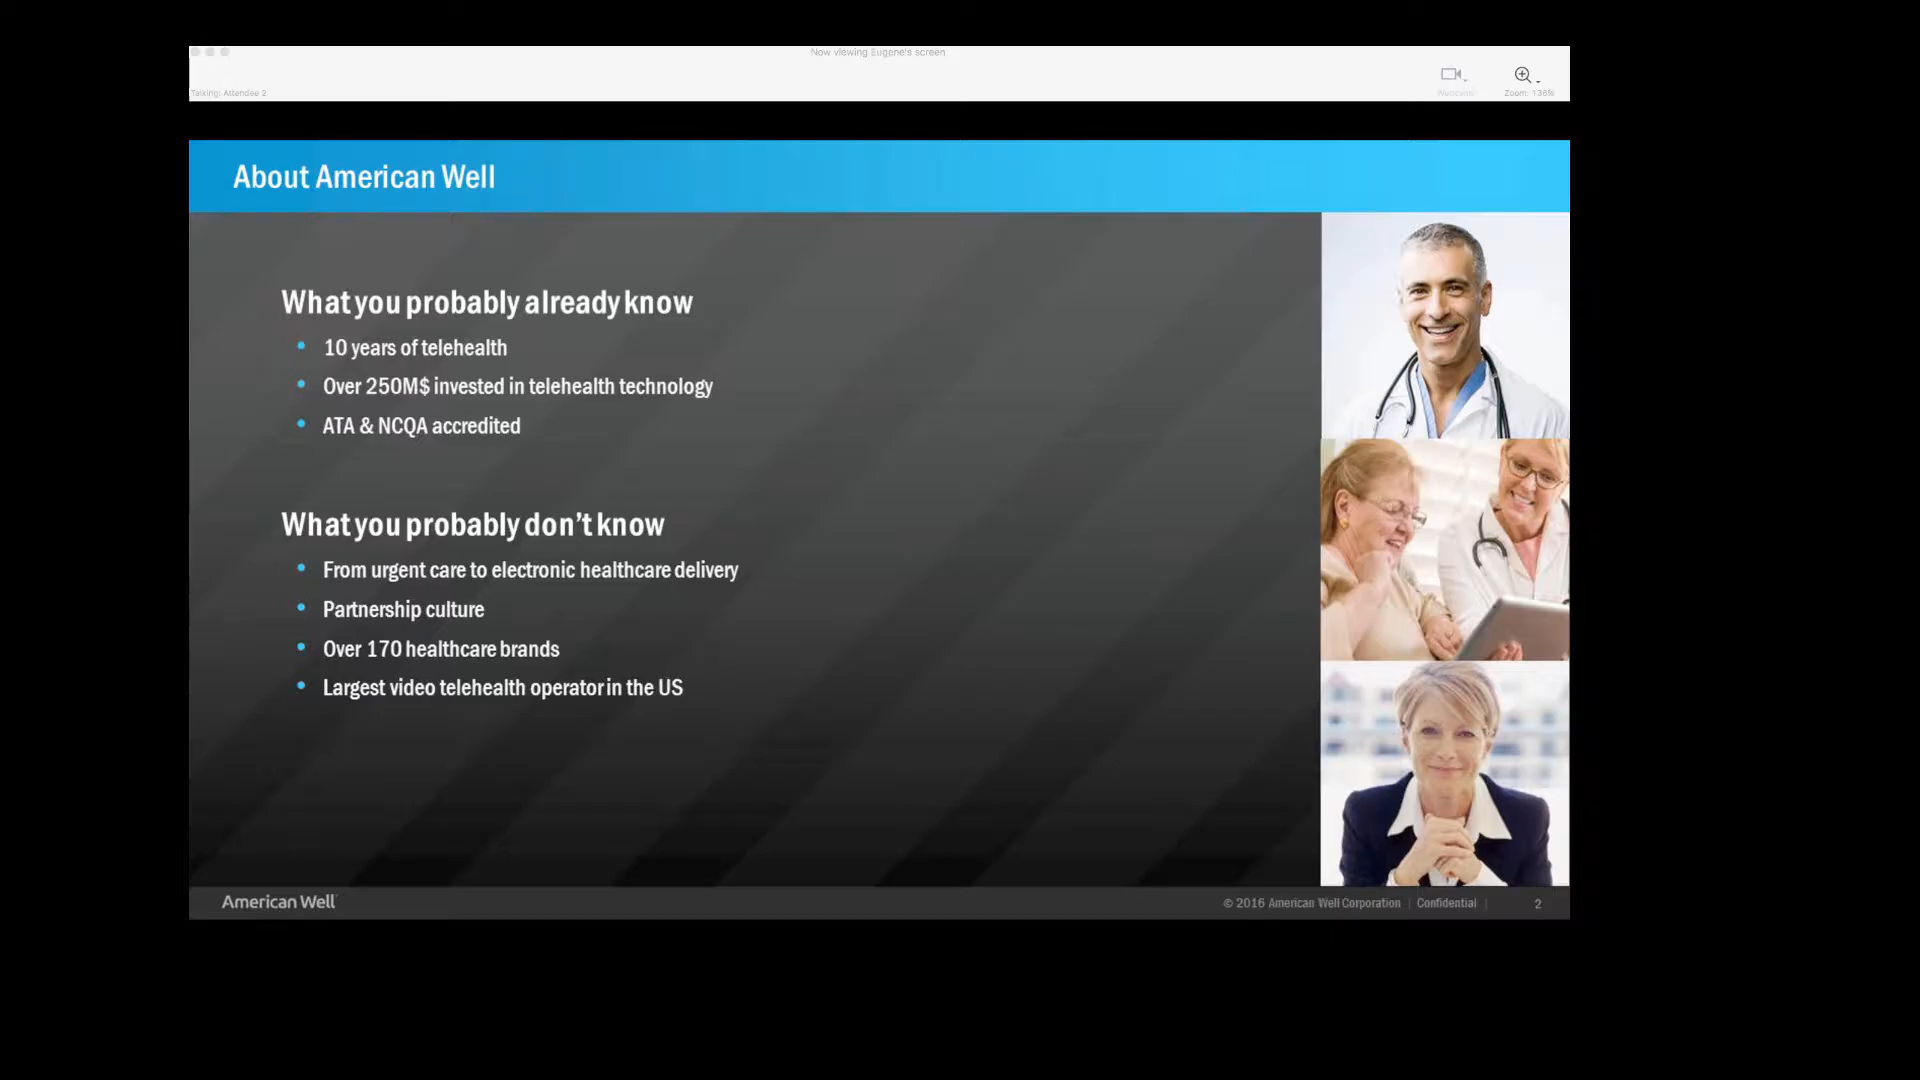 Now viewing Eugene's screen
Talking: Attendee 2
Webcams
Zoom: 136%
About American Well
What you probably already know
• 10 years of telehealth
• Over 250M$ invested in telehealth technology
• ATA & NCQA accredited
What you probably don't know
• From urgent care to electronic healthcare delivery
• Partnership culture
• Over 170 healthcare brands
• Largest video telehealth operator in the US
American Well
© 2016 American Well Corporation | Confidential | 2